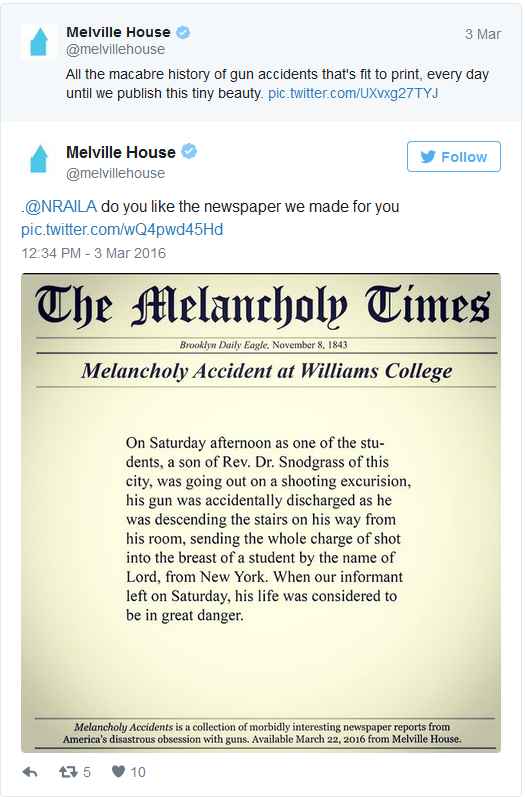 Melville House
@melvillehouse
3 Mar
All the macabre history of gun accidents that's fit to print, every day
until we publish this tiny beauty. pic.twitter.com/UXvxg27TYJ
Melville House
@melvillehouse
Follow
.@NRAILA do you like the newspaper we made for you
pic.twitter.com/wQ4pwd45Hd
12:34 PM - 3 Mar 2016
The Melancholy Times
Brooklyn Daily Eagle, November 8, 1843
Melancholy Accident at Williams College
On Saturday afternoon as one of the stu-
dents, a son of Rev. Dr. Snodgrass of this
city, was going out on a shooting excurision,
his gun was accidentally discharged as he
was descending the stairs on his way from
his room, sending the whole charge of shot
into the breast of a student by the name of
Lord, from New York. When our informant
left on Saturday, his life was considered to
be in great danger.
Melancholy Accidents is a collection of morbidly interesting newspaper reports from
America's disastrous obsession with guns. Available March 22, 2016 from Melville House.
5
10